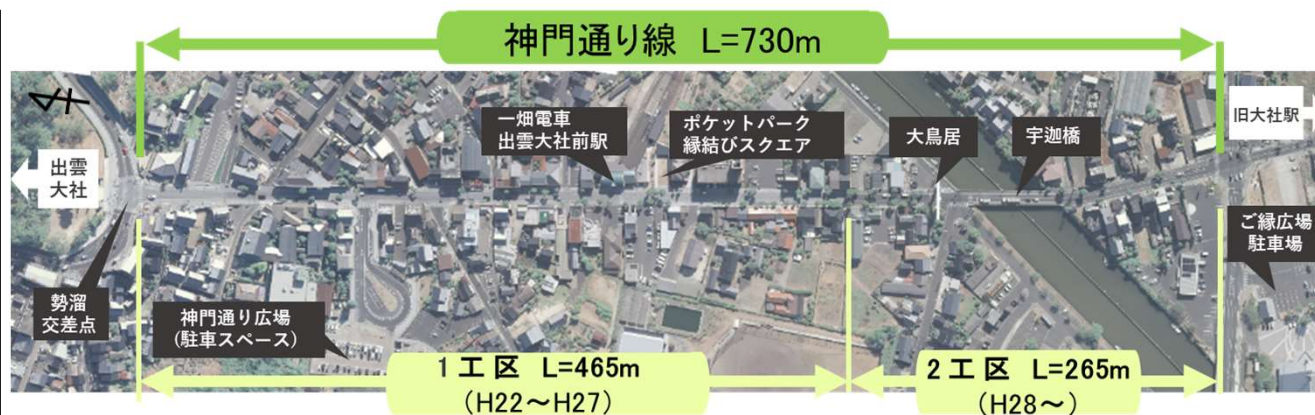 神門通り線 L=730m
一畑電車
出雲大社前駅
ポケットパーク
縁結びスクエア
大鳥居
宇迦橋
旧大社駅
出雲
大社
ご縁広場
駐車場
勢溜
交差点
神門通り広場
(駐車スペース)
1工区 L=465m
(H22～H27)
2工区 L=265m
(H28～)